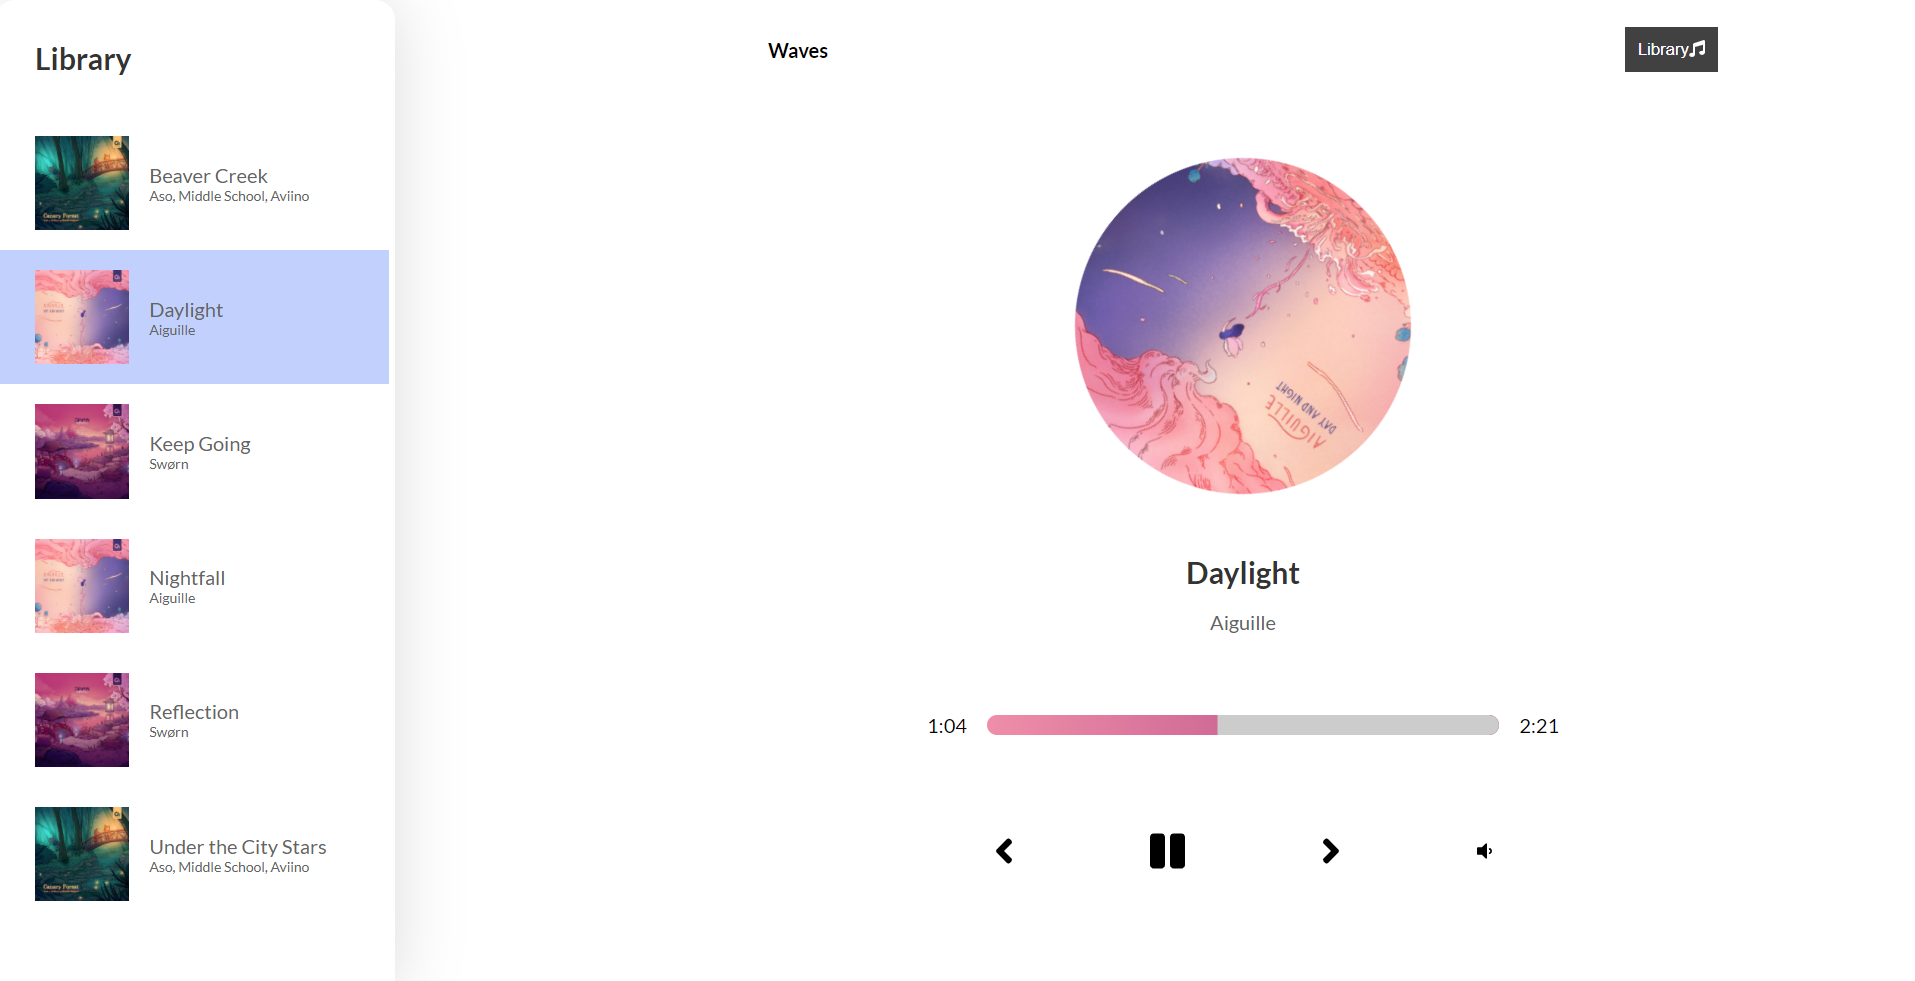 Library
Beaver Creek
Aso, Middle School, Aviino
Daylight
Aiguille
Keep Going
Swørn
Nightfall
Aiguille
Reflection
Swørn
Under the City Stars
Aso, Middle School, Aviino
Waves
Library
AIGUILLE
DAY AND NIGHT
Daylight
Aiguille
1:04
2:21